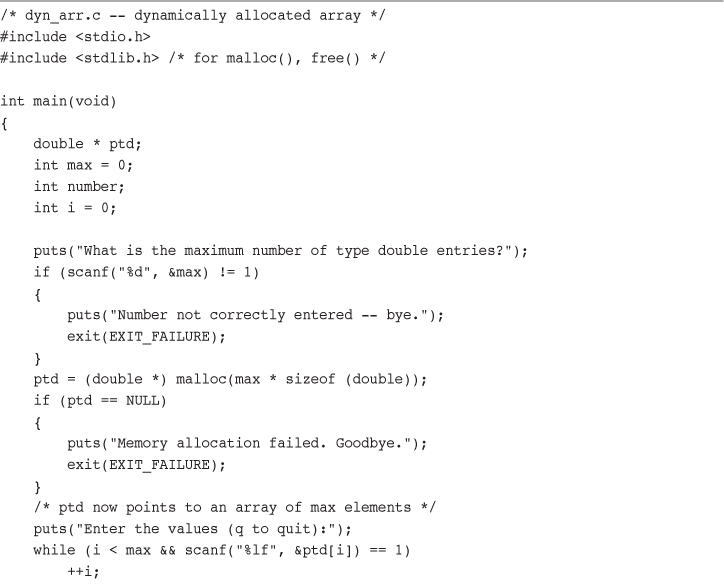 /* dyn_arr.c -- dynamically allocated array */
#include <stdio.h>
#include <stdlib.h> /* for malloc(), free() */

int main(void)
{
    double * ptd;
    int max = 0;
    int number;
    int i = 0;

    puts("What is the maximum number of type double entries?");
    if (scanf("%d", &max) != 1)
    {
        puts("Number not correctly entered -- bye.");
        exit(EXIT_FAILURE);
    }
    ptd = (double *) malloc(max * sizeof (double));
    if (ptd == NULL)
    {
        puts("Memory allocation failed. Goodbye.");
        exit(EXIT_FAILURE);
    }
    /* ptd now points to an array of max elements */
    puts("Enter the values (q to quit):");
    while (i < max && scanf("%lf", &ptd[i]) == 1)
        ++i;